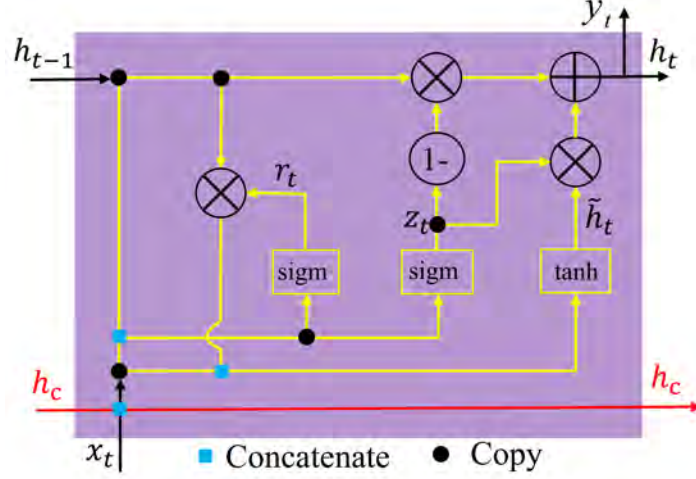 y_t
h_{t-1}
h_t
1-
r_t
z_t
h̃_t
sigm
sigm
tanh
h_c
h_c
x_t
Concatenate
Copy